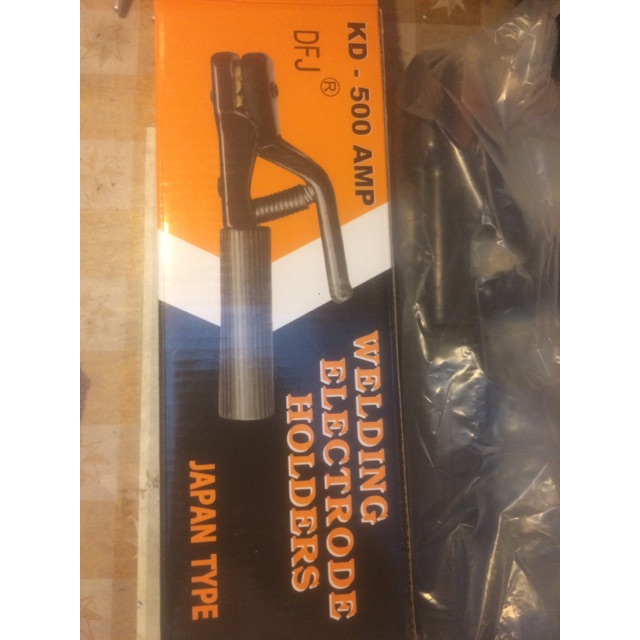 KD - 500 AMP
DFJ ®
WELDING
ELECTRODE
HOLDERS
JAPAN TYPE